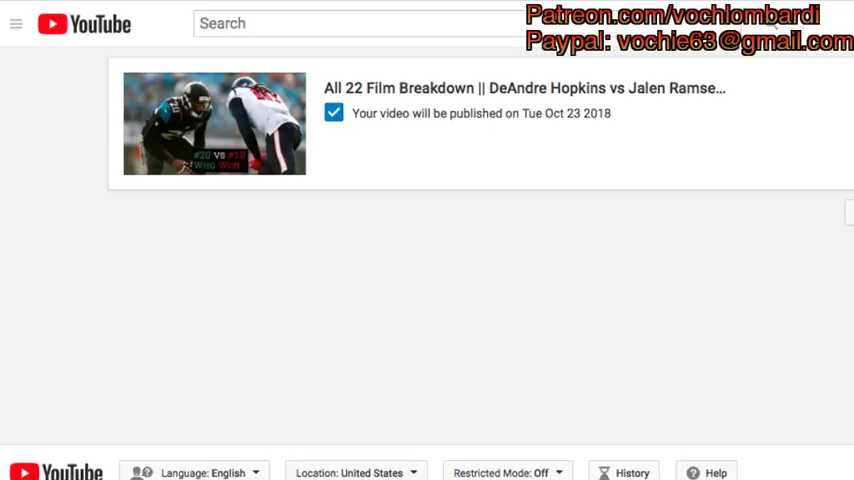 Patreon.com/vochlombardi
YouTube
Search
Paypal: vochie63@gmail.com
All 22 Film Breakdown || DeAndre Hopkins vs Jalen Ramse...
Your video will be published on Tue Oct 23 2018
#20 VS #10
WHO WON
YouTube
Language: English
Location: United States
Restricted Mode: Off
History
Help